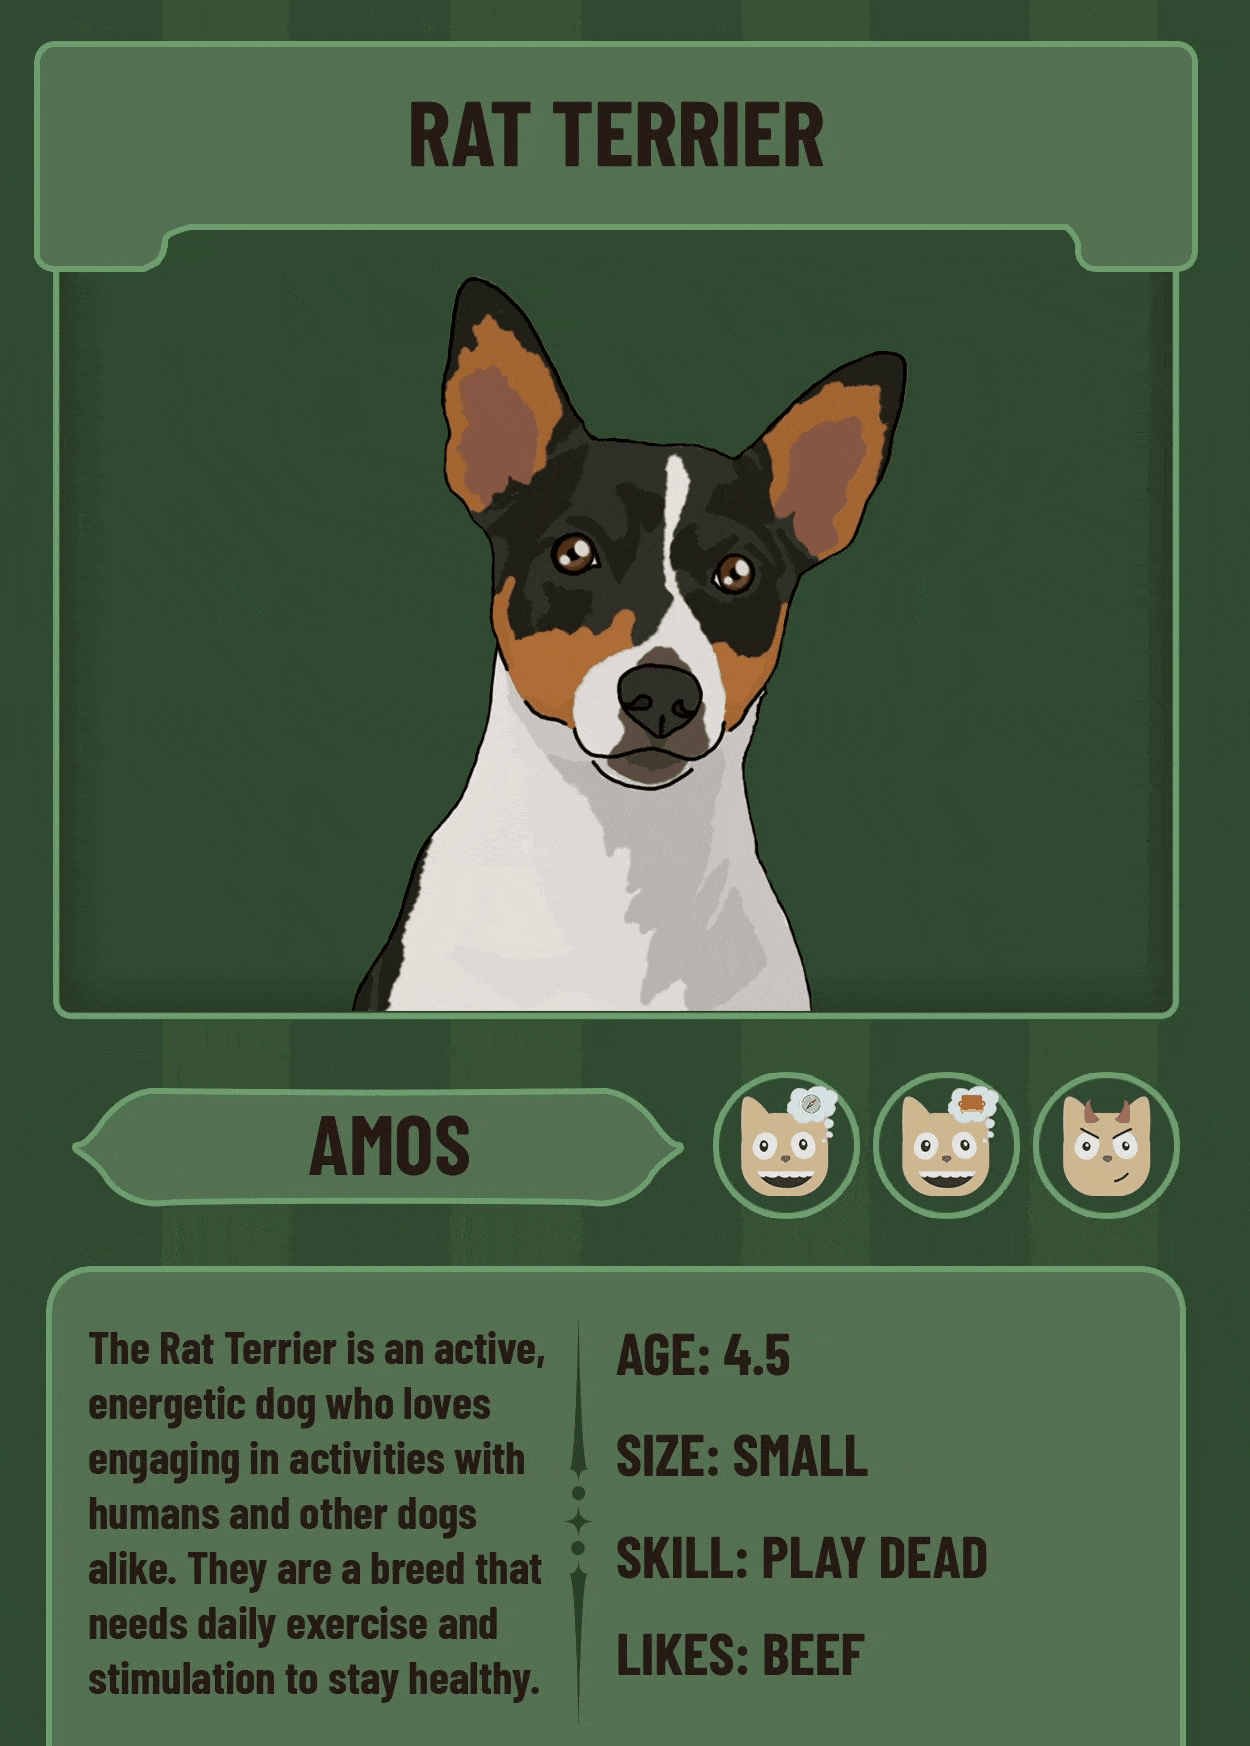 RAT TERRIER
AMOS
The Rat Terrier is an active,
energetic dog who loves
engaging in activities with
humans and other dogs
alike. They are a breed that
needs daily exercise and
stimulation to stay healthy.
AGE: 4.5
SIZE: SMALL
SKILL: PLAY DEAD
LIKES: BEEF